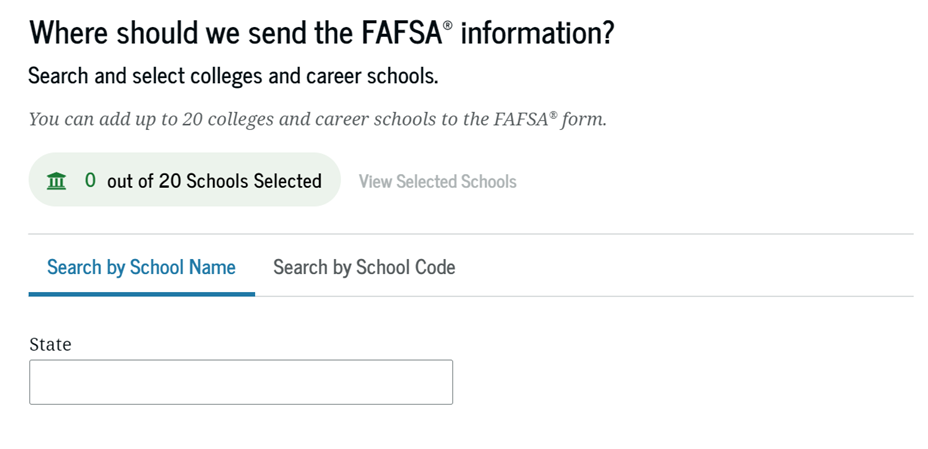 Where should we send the FAFSA® information?
Search and select colleges and career schools.
You can add up to 20 colleges and career schools to the FAFSA® form.
0 out of 20 Schools Selected View Selected Schools
Search by School Name Search by School Code
State